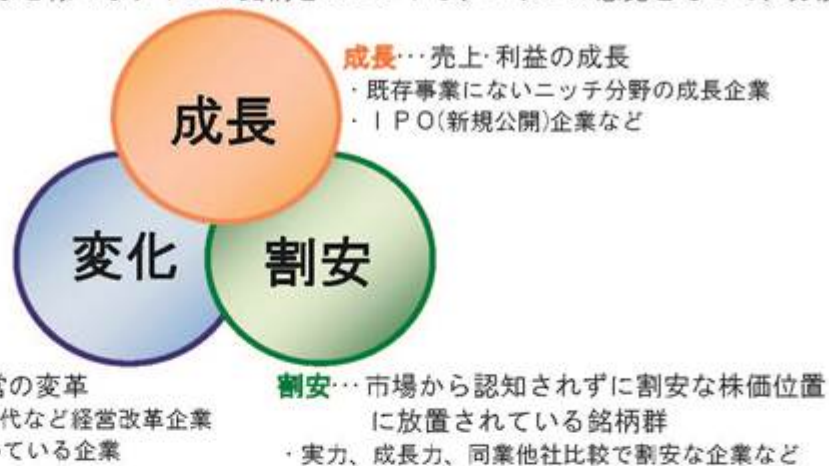 成長
成長…売上・利益の成長
・既存事業にないニッチ分野の成長企業
・IPO(新規公開)企業など
変化
割安
営の変革
代など経営改革企業
ている企業
割安…市場から認知されずに割安な株価位置
に放置されている銘柄群
・実力、成長力、同業他社比較で割安な企業など